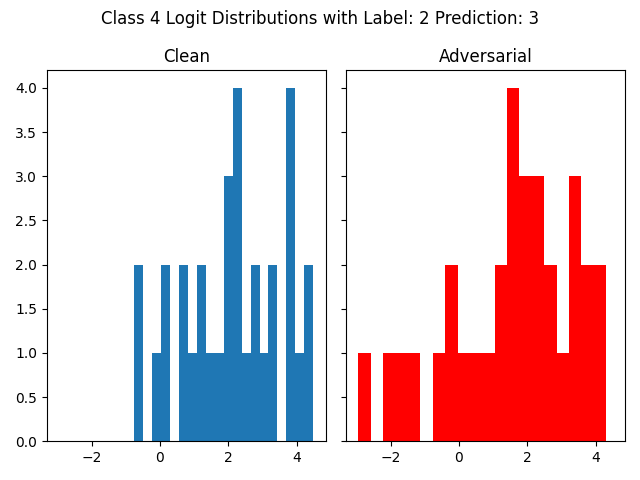 Class 4 Logit Distributions with Label: 2 Prediction: 3
Clean
Adversarial
4.0
3.5
3.0
2.5
2.0
1.5
1.0
0.5
0.0
−2 0 2 4
−2 0 2 4